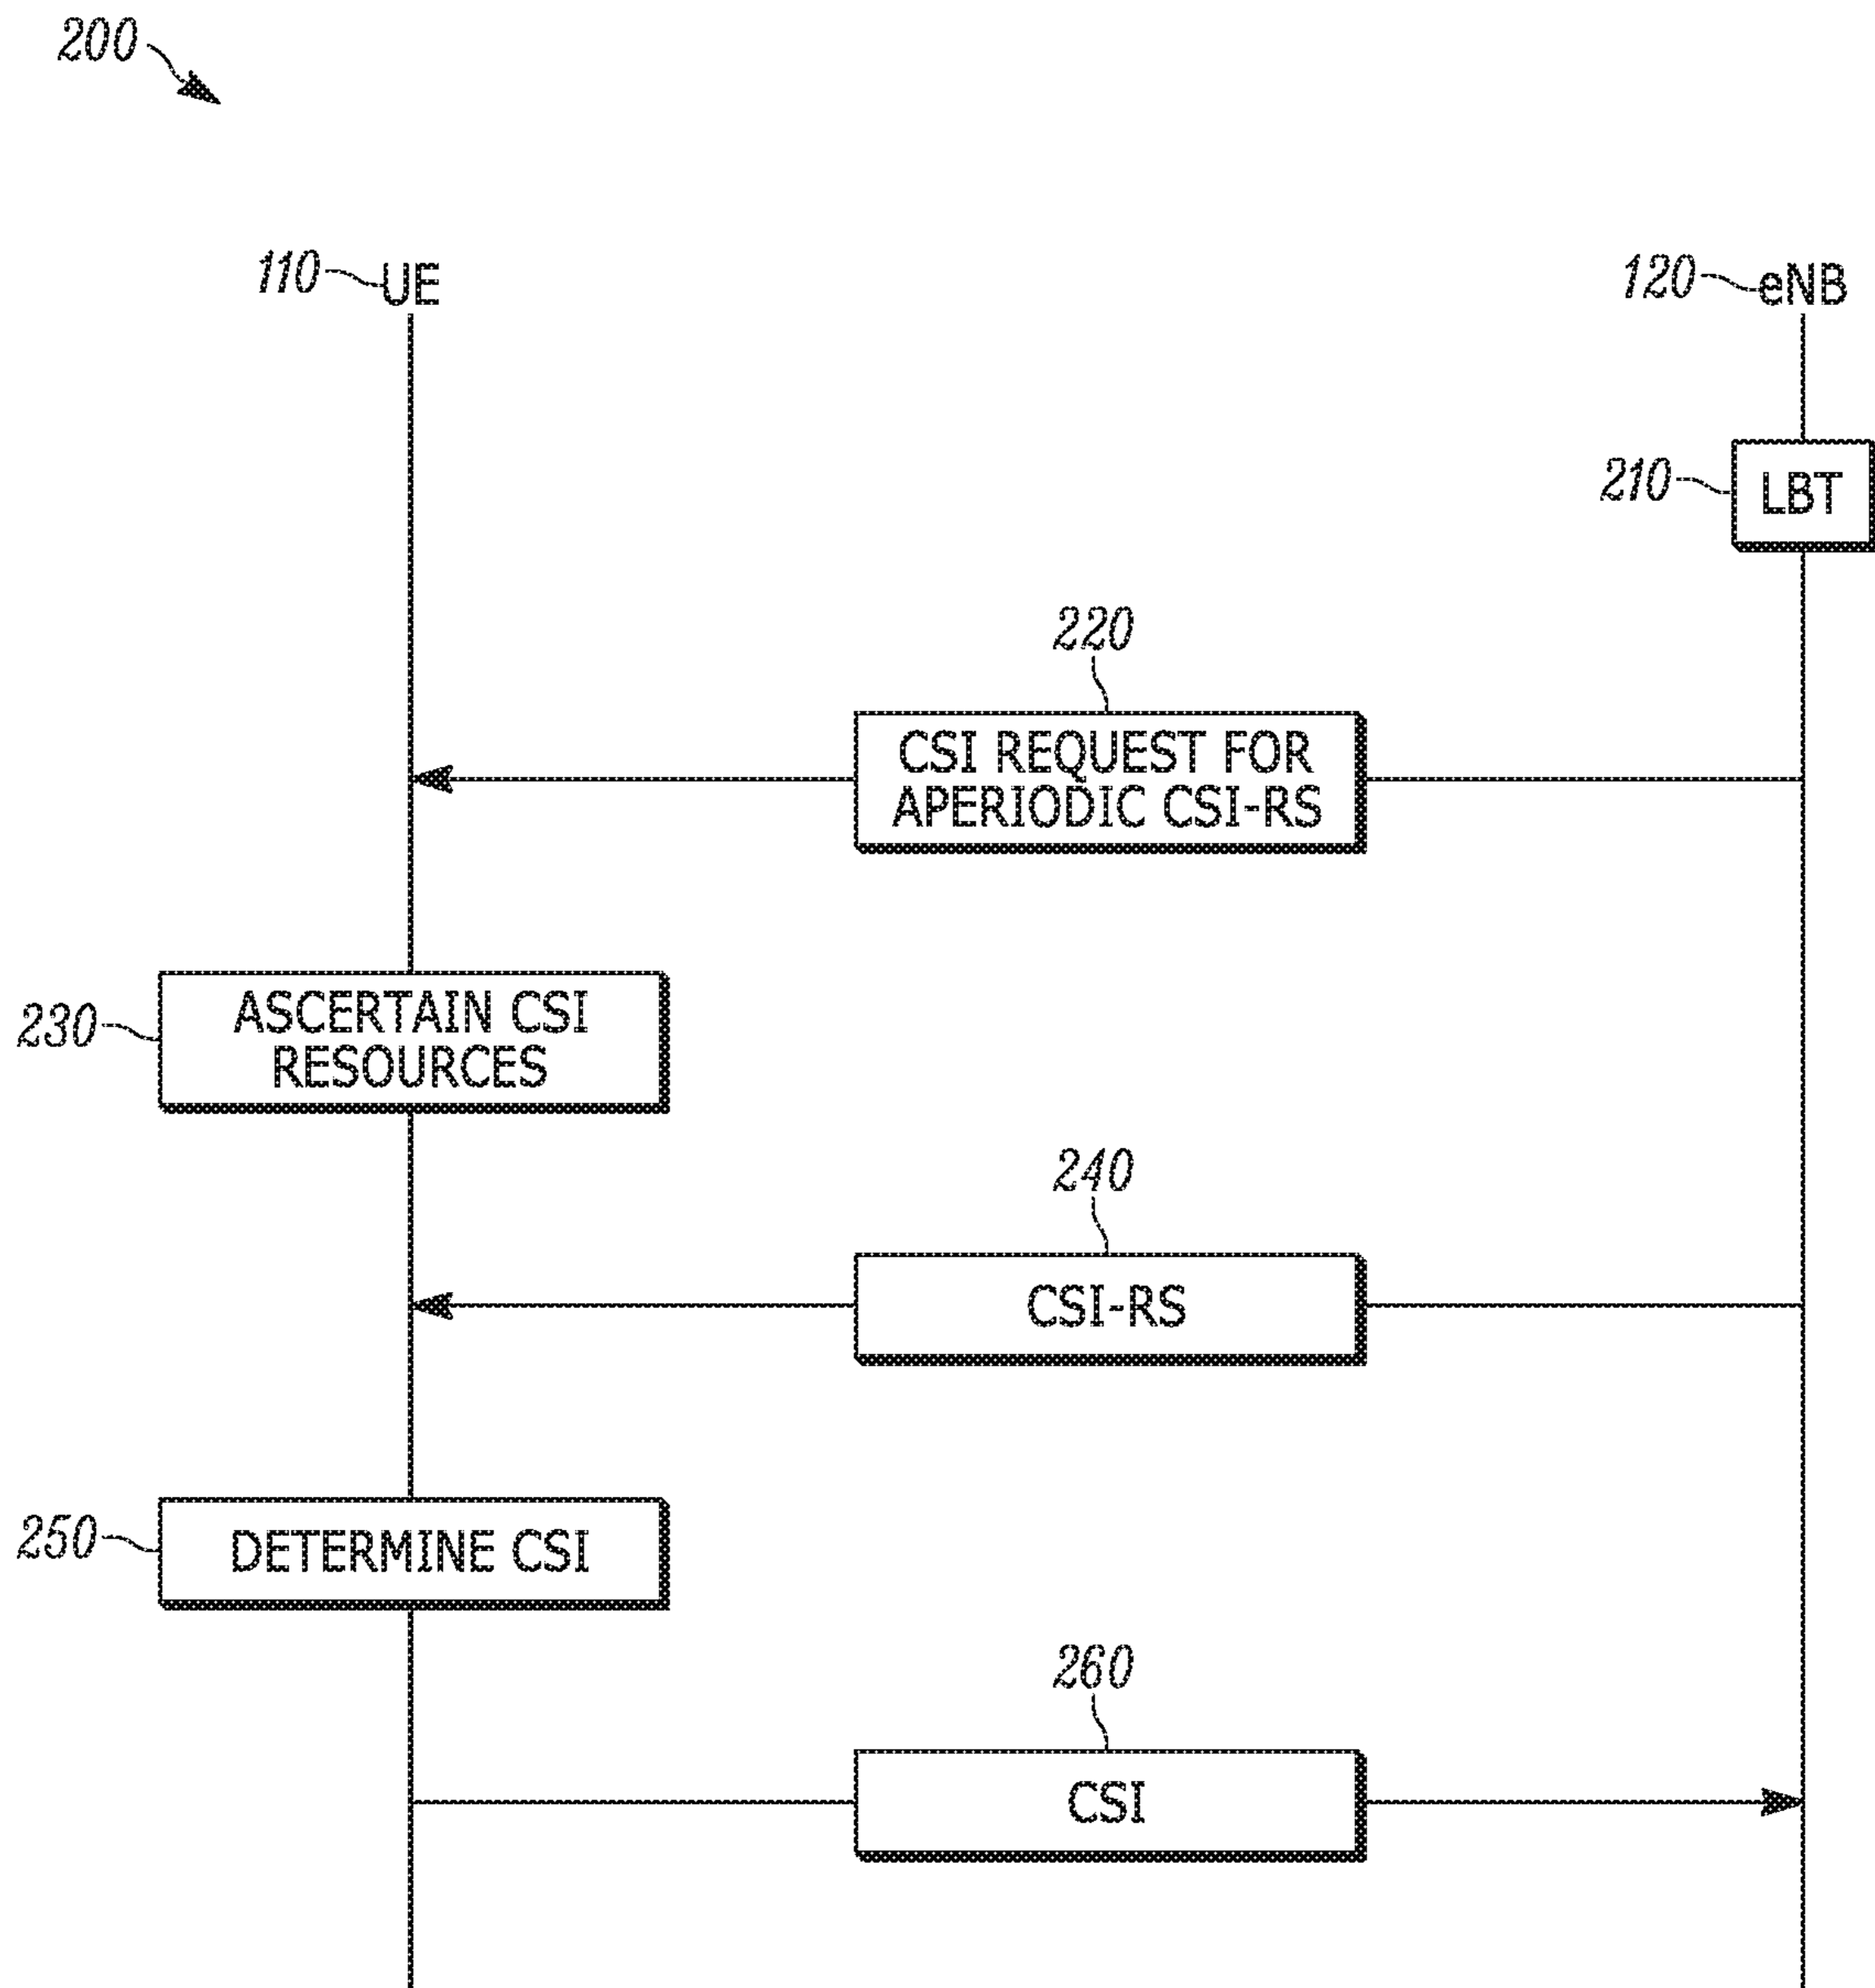 200
110 UE
120 eNB
210 LBT
220
CSI REQUEST FOR
APERIODIC CSI-RS
230
ASCERTAIN CSI
RESOURCES
240
CSI-RS
250 DETERMINE CSI
260
CSI